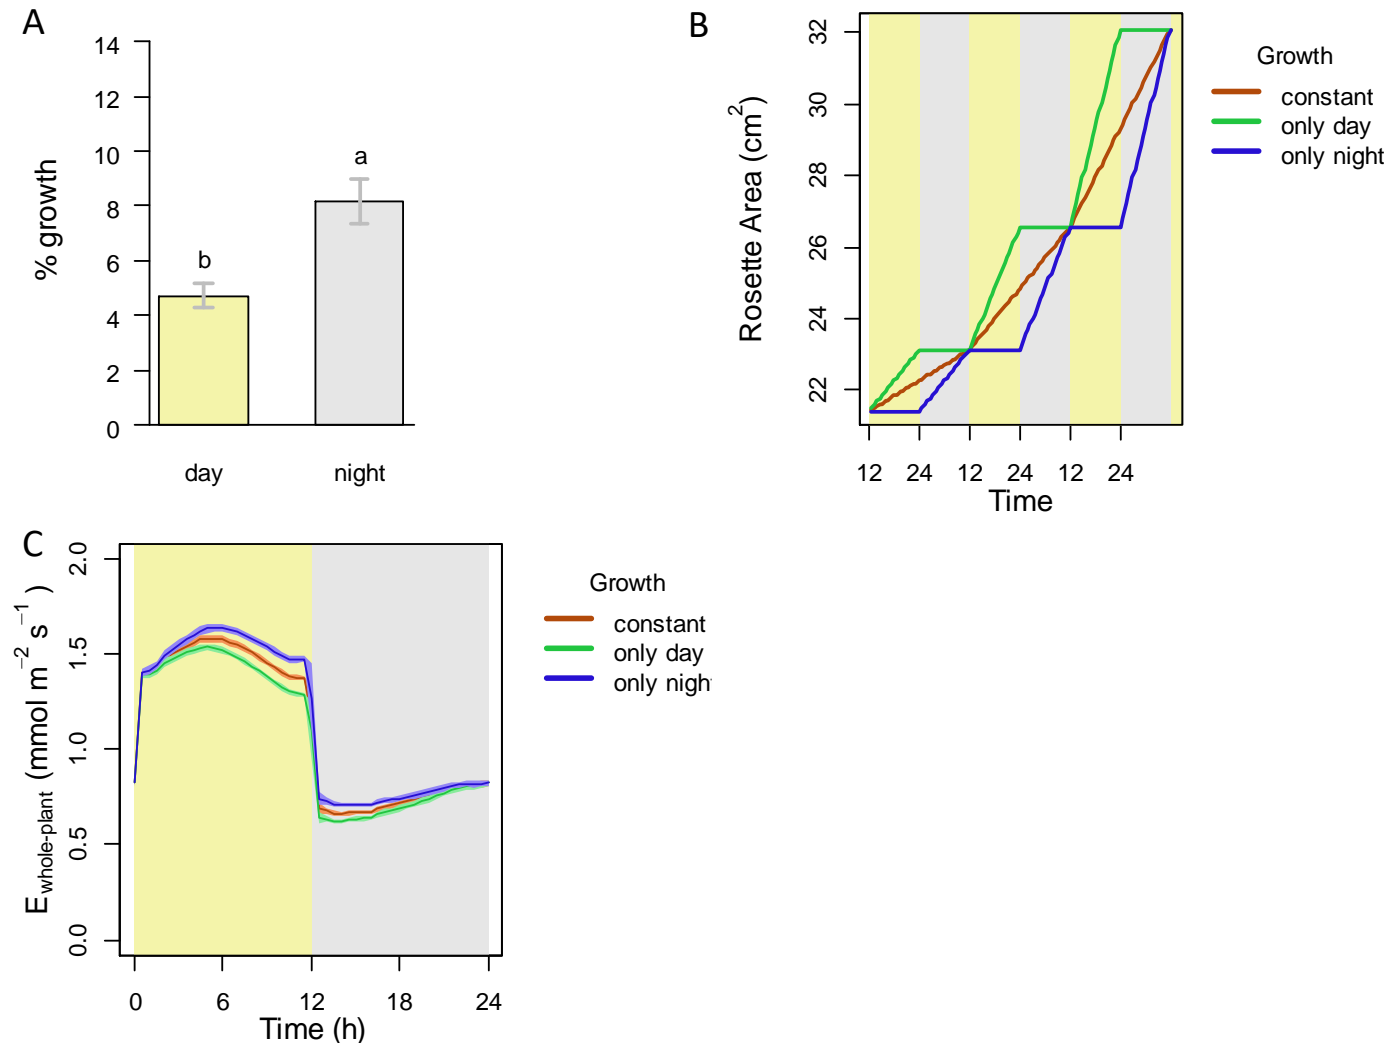 A
% growth
14
12
10
8
6
4
2
0
b
a
day
night
B
Rosette Area (cm²)
32
30
28
26
24
22
12 24 12 24 12 24
Time
Growth
constant
only day
only night
C
E whole-plant (mmol m⁻² s⁻¹)
2.0
1.5
1.0
0.5
0.0
0 6 12 18 24
Time (h)
Growth
constant
only day
only nigh